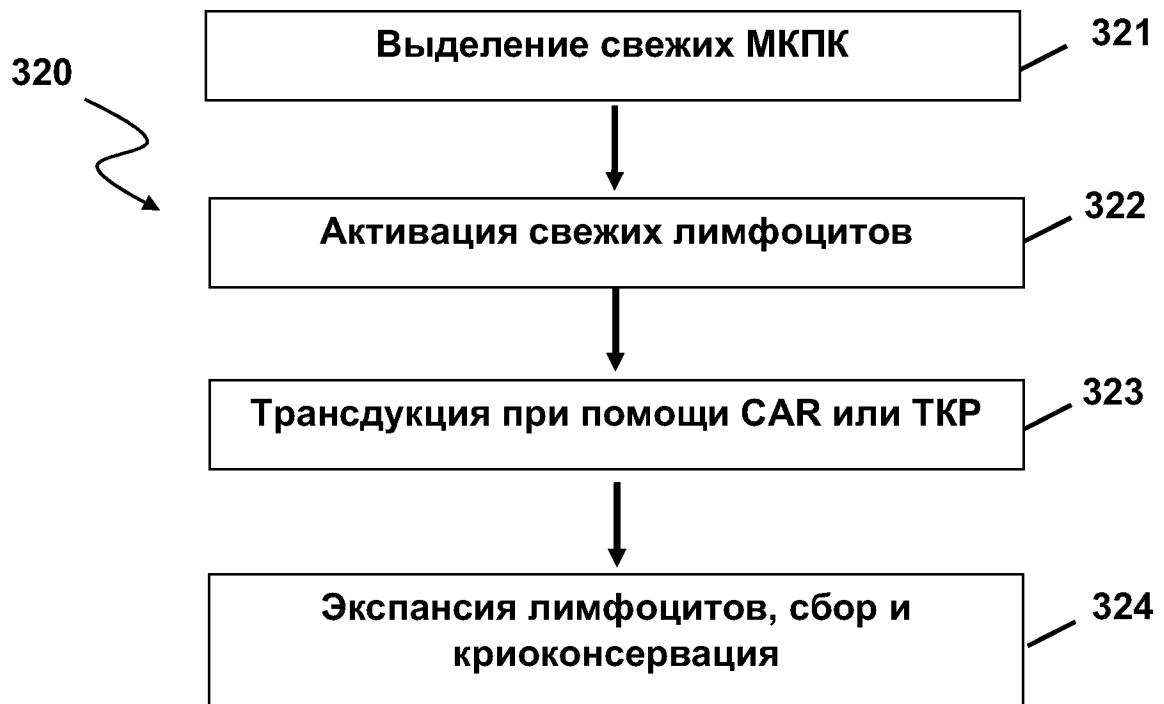 Выделение свежих МКПК
321
320
Активация свежих лимфоцитов
322
Трансдукция при помощи CAR или ТКР
323
Экспансия лимфоцитов, сбор и
криоконсервация
324